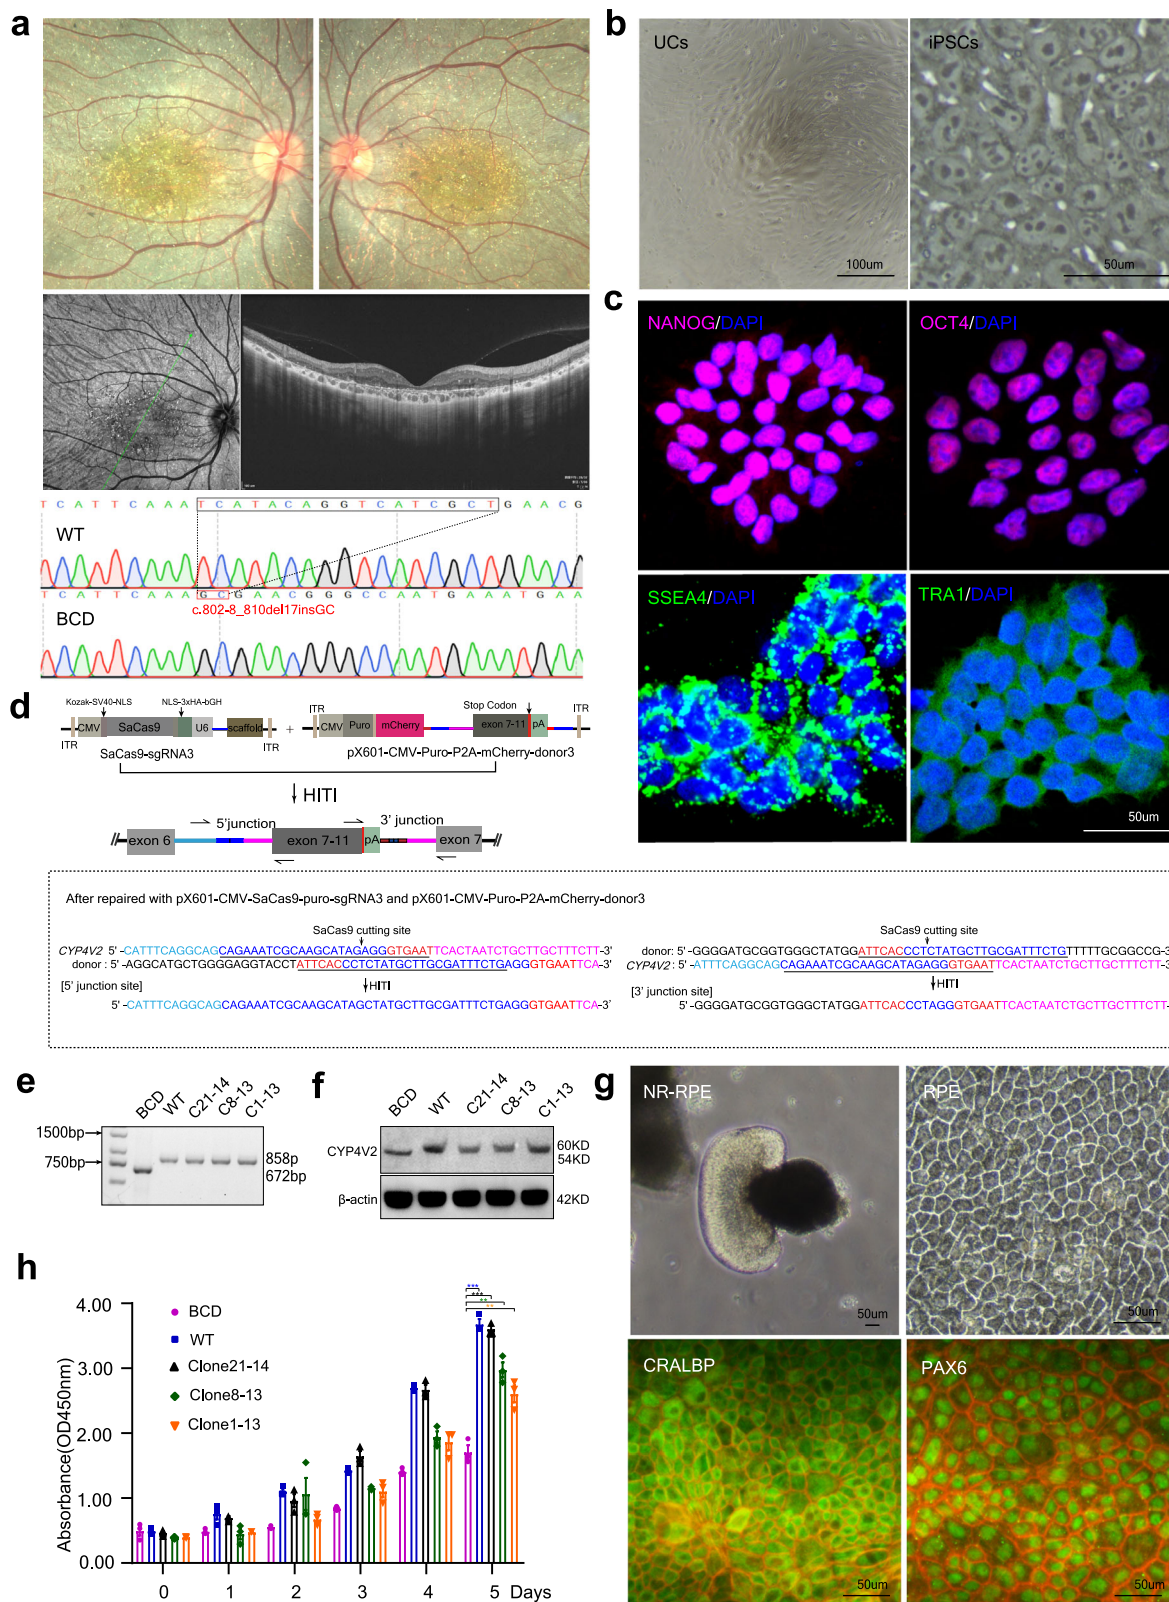 a
b
UCs
iPSCs
100um
50um
c
NANOG/DAPI
OCT4/DAPI
SSEA4/DAPI
TRA1/DAPI
50um
TCATTCAAATCATACAGGTCATCGCTGAACG
WT
TCATTCAAAGCGAACGGGCCAATGAAATGAA
c.802-8_810del17insGC
BCD
d
Kozak-SV40-NLS
NLS-3xHA-bGH
Stop Codon
ITR
ITR
CMV
SaCas9
U6
scaffold
+
CMV
Puro
mCherry
exon 7-11
pA
ITR
ITR
ITR
SaCas9-sgRNA3
pX601-CMV-Puro-P2A-mCherry-donor3
HITI
5'junction
3' junction
exon 6
exon 7-11
pA
exon 7
After repaired with pX601-CMV-SaCas9-puro-sgRNA3 and pX601-CMV-Puro-P2A-mCherry-donor3
SaCas9 cutting site
CYP4V2 5'-CATTTCAGGCAGCAGAAATCGCAAGCATAGAGGGTGAATTCACTAATCTGCTTGCTTTCTT-3'
donor: 5'-AGGCATGCTGGGGAGGTACCTATTCACCCTCTATGCTTGCGATTTCTGAGGGTGAATTCA-3'
[5' junction site]
HITI
5'-CATTTCAGGCAGCAGAAATCGCAAGCATAGCTATGCTTGCGATTTCTGAGGGTGAATTCA-3'
SaCas9 cutting site
donor: 5'-GGGGATGCGGTGGGCTATGGATTCACCCTCTATGCTTGCGATTTCTGTTTTTGCGGCCG-3'
CYP4V2: 5'-ATTTCAGGCAGCAGAAATCGCAAGCATAGAGGGTGAATTCACTAATCTGCTTGCTTTCTT-3'
[3' junction site]
HITI
5'-GGGGATGCGGTGGGCTATGGATTCACCCTAGGGTGAATTCACTAATCTGCTTGCTTTCTT-3'
e
BCD
WT
C21-14
C8-13
C1-13
1500bp
750bp
858p
672bp
f
BCD
WT
C21-14
C8-13
C1-13
CYP4V2
60KD
54KD
β-actin
42KD
g
NR-RPE
RPE
50um
50um
CRALBP
PAX6
50um
50um
h
Absorbance(OD450nm)
4.00
3.00
2.00
1.00
0.00
BCD
WT
Clone21-14
Clone8-13
Clone1-13
***
***
**
**
0 1 2 3 4 5 Days